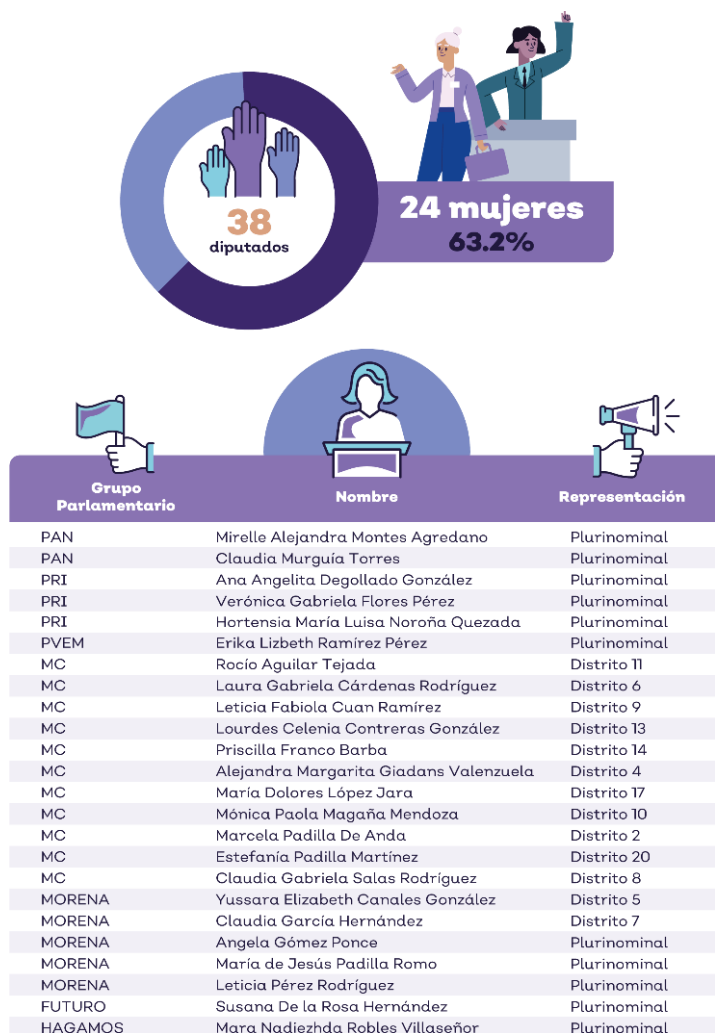 24 mujeres
63.2%
38
diputados
Grupo
Parlamentario
Nombre
Representación
PAN Mirelle Alejandra Montes Agredano Plurinominal
PAN Claudia Murguía Torres Plurinominal
PRI Ana Angelita Degollado González Plurinominal
PRI Verónica Gabriela Flores Pérez Plurinominal
PRI Hortensia María Luisa Noroña Quezada Plurinominal
PVEM Erika Lizbeth Ramírez Pérez Plurinominal
MC Rocío Aguilar Tejada Distrito 11
MC Laura Gabriela Cárdenas Rodríguez Distrito 6
MC Leticia Fabiola Cuan Ramírez Distrito 9
MC Lourdes Celenia Contreras González Distrito 13
MC Priscilla Franco Barba Distrito 14
MC Alejandra Margarita Giadans Valenzuela Distrito 4
MC María Dolores López Jara Distrito 17
MC Mónica Paola Magaña Mendoza Distrito 10
MC Marcela Padilla De Anda Distrito 2
MC Estefanía Padilla Martínez Distrito 20
MC Claudia Gabriela Salas Rodríguez Distrito 8
MORENA Yussara Elizabeth Canales González Distrito 5
MORENA Claudia García Hernández Distrito 7
MORENA Angela Gómez Ponce Plurinominal
MORENA María de Jesús Padilla Romo Plurinominal
MORENA Leticia Pérez Rodríguez Plurinominal
FUTURO Susana De la Rosa Hernández Plurinominal
HAGAMOS Mara Nadiezhda Robles Villaseñor Plurinominal